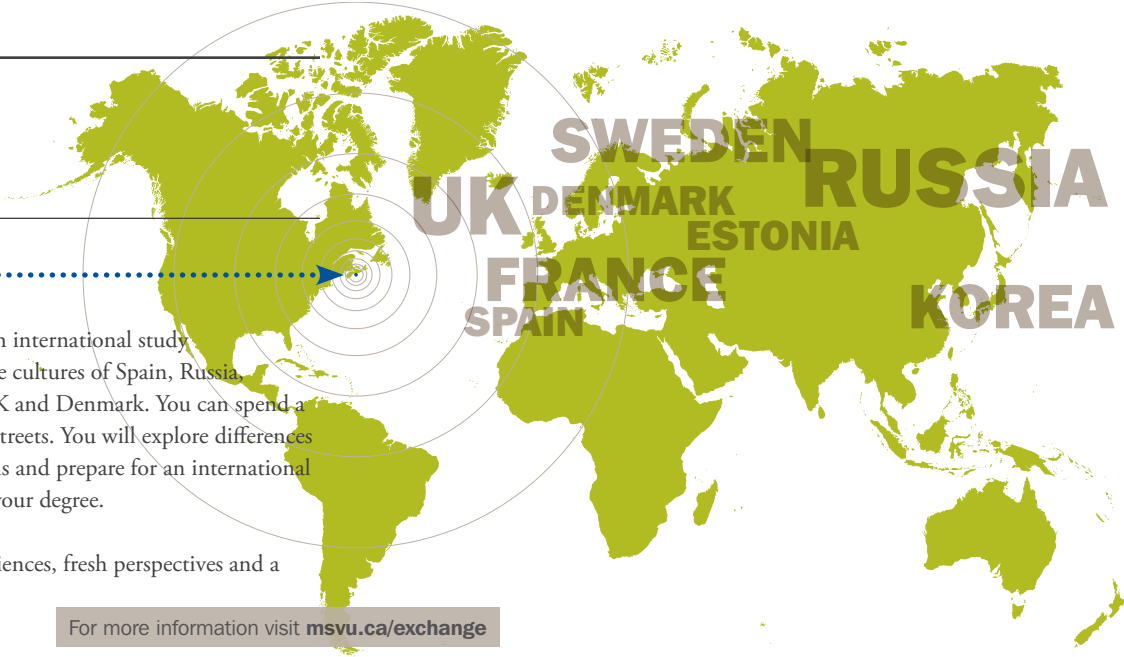 SWEDEN
RUSSIA
UK
DENMARK
ESTONIA
FRANCE
KOREA
SPAIN
n international study
e cultures of Spain, Russia,
K and Denmark. You can spend a
treets. You will explore differences
s and prepare for an international
your degree.
iences, fresh perspectives and a
For more information visit msvu.ca/exchange